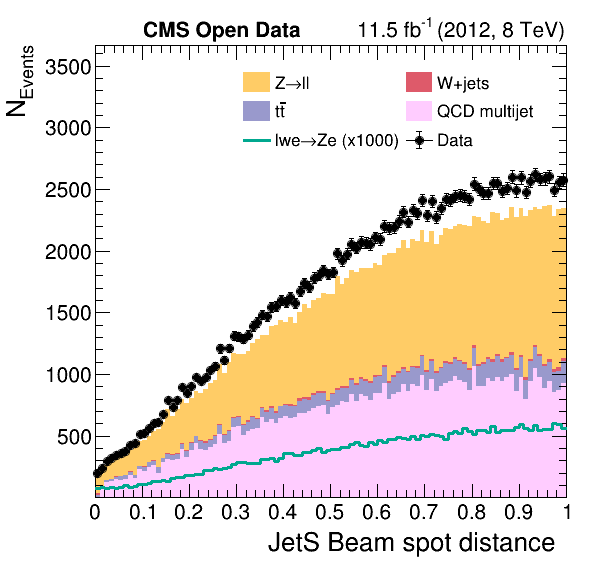 CMS Open Data 11.5 fb⁻¹ (2012, 8 TeV)
N_Events
3500
3000
2500
2000
1500
1000
500
Z→ll W+jets
tt̄ QCD multijet
lwe→Ze (x1000) Data
0 0.1 0.2 0.3 0.4 0.5 0.6 0.7 0.8 0.9 1
JetS Beam spot distance